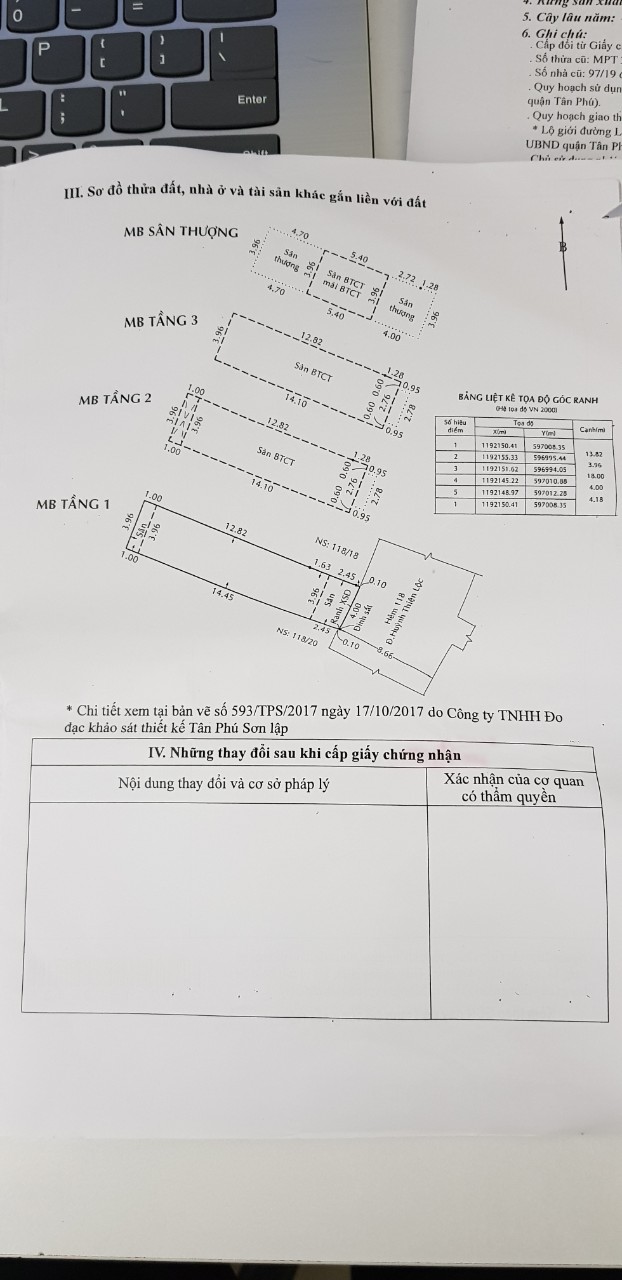 0
–
=
P
{
[
}
]
|
\
L
:
;
"
'
Enter
Shift
5. Cây lâu năm:
6. Ghi chú:
. Cấp đổi từ Giấy c
. Số thửa cũ: MPT
. Số nhà cũ: 97/19
. Quy hoạch sử dụn
quận Tân Phú).
. Quy hoạch giao th
* Lộ giới đường L
UBND quận Tân Ph
III. Sơ đồ thửa đất, nhà ở và tài sản khác gắn liền với đất
B
MB SÂN THƯỢNG
4.70
3.96
Sân
thượng
3.96
4.70
5.40
Sàn BTCT
mái BTCT
3.96
5.40
2.72
1.28
Sân
thượng
3.96
4.00
MB TẦNG 3
3.96
12.82
Sàn BTCT
14.10
1.28
0.95
0.60
0.60
2.76
2.78
0.95
MB TẦNG 2
1.00
3.96
3.96
1.00
12.82
Sàn BTCT
14.10
1.28
0.95
0.60
0.60
2.76
2.78
0.95
MB TẦNG 1
1.00
3.96
Sân
3.96
1.00
12.82
14.45
NS: 118/18
1.63
2.45
0.10
3.96
Sân
Ranh XSD
4.00
Dính sắt
2.45
0.10
NS: 118/20
Hẻm 118
Đ.Huỳnh Thiện Lộc
8.66
BẢNG LIỆT KÊ TỌA ĐỘ GÓC RANH
(Hệ tọa độ VN 2000)
Số hiệu điểm Tọa độ Cạnh(m)
X(m) Y(m)
1 1192150.41 597008.35
13.82
2 1192155.33 596995.44
3.96
3 1192151.62 596994.05
18.00
4 1192145.22 597010.88
4.00
5 1192148.97 597012.28
4.18
1 1192150.41 597008.35
* Chi tiết xem tại bản vẽ số 593/TPS/2017 ngày 17/10/2017 do Công ty TNHH Đo
đạc khảo sát thiết kế Tân Phú Sơn lập
IV. Những thay đổi sau khi cấp giấy chứng nhận
Nội dung thay đổi và cơ sở pháp lý
Xác nhận của cơ quan
có thẩm quyền